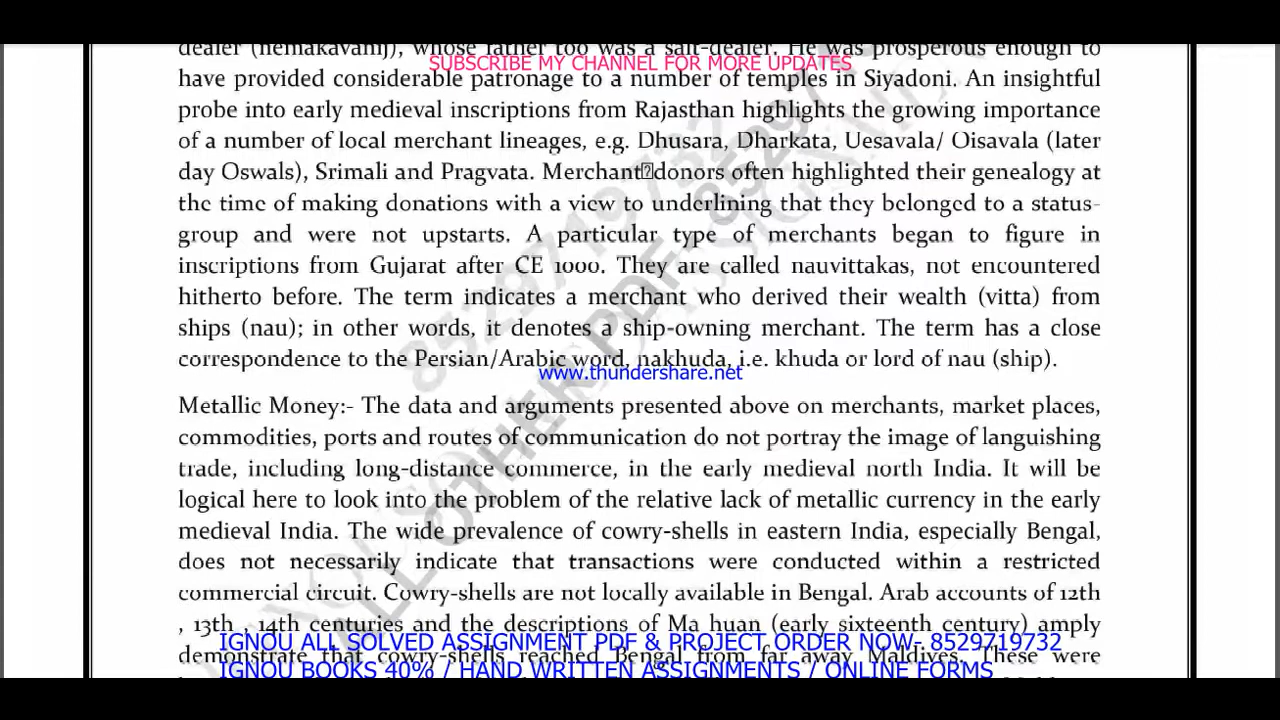 dealer (nemakavanij), whose father too was a salt-dealer. He was prosperous enough to
SUBSCRIBE MY CHANNEL FOR MORE UPDATES
have provided considerable patronage to a number of temples in Siyadoni. An insightful
probe into early medieval inscriptions from Rajasthan highlights the growing importance
of a number of local merchant lineages, e.g. Dhusara, Dharkata, Uesavala/ Oisavala (later
day Oswals), Srimali and Pragvata. Merchant donors often highlighted their genealogy at
the time of making donations with a view to underlining that they belonged to a status-
group and were not upstarts. A particular type of merchants began to figure in
inscriptions from Gujarat after CE 1000. They are called nauvittakas, not encountered
hitherto before. The term indicates a merchant who derived their wealth (vitta) from
ships (nau); in other words, it denotes a ship-owning merchant. The term has a close
correspondence to the Persian/Arabic word, nakhuda, i.e. khuda or lord of nau (ship).
www.thundershare.net
Metallic Money:- The data and arguments presented above on merchants, market places,
commodities, ports and routes of communication do not portray the image of languishing
trade, including long-distance commerce, in the early medieval north India. It will be
logical here to look into the problem of the relative lack of metallic currency in the early
medieval India. The wide prevalence of cowry-shells in eastern India, especially Bengal,
does not necessarily indicate that transactions were conducted within a restricted
commercial circuit. Cowry-shells are not locally available in Bengal. Arab accounts of 12th
, 13th , 14th centuries and the descriptions of Ma huan (early sixteenth century) amply
IGNOU ALL SOLVED ASSIGNMENT PDF & PROJECT ORDER NOW- 8529719732
demonstrate that cowry-shells reached Bengal from far away Maldives. These were
IGNOU BOOKS 40% / HAND WRITTEN ASSIGNMENTS / ONLINE FORMS